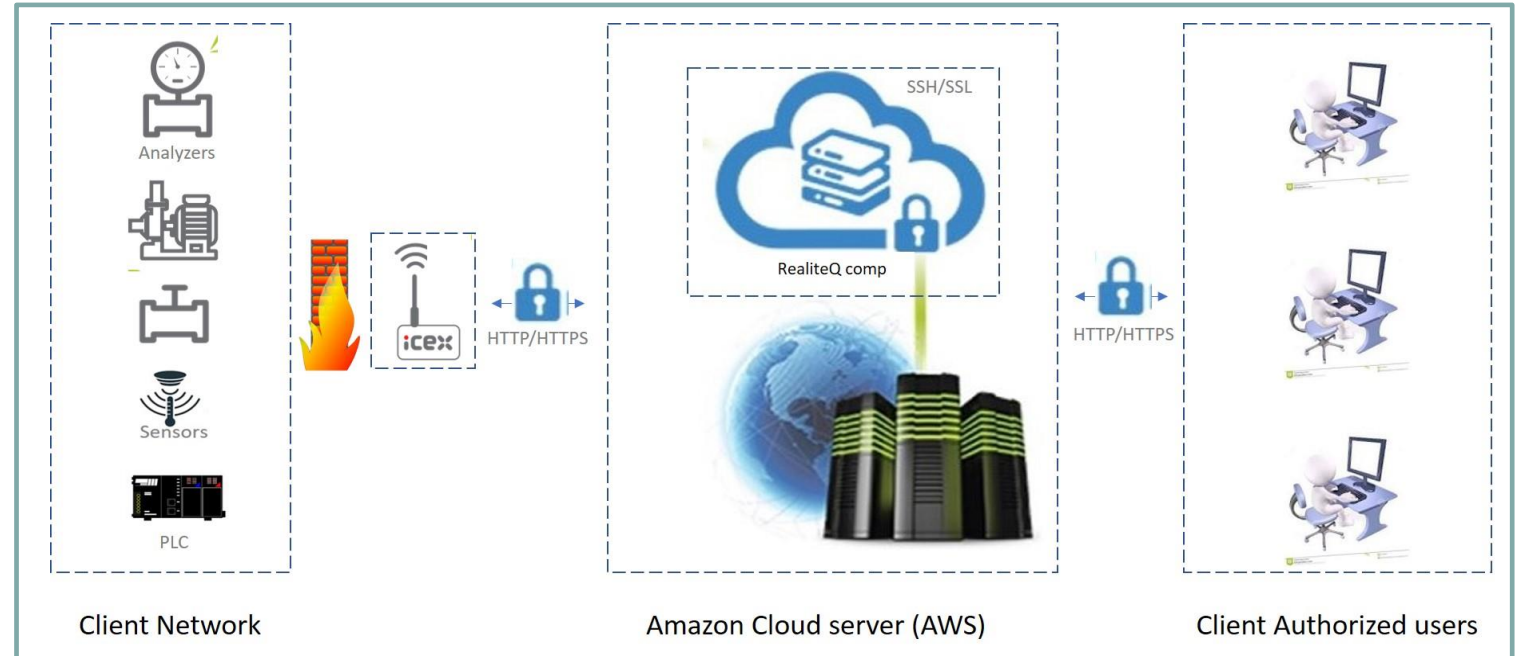 Analyzers
Sensors
PLC
icex
HTTP/HTTPS
SSH/SSL
RealiteQ comp
HTTP/HTTPS
Client Network
Amazon Cloud server (AWS)
Client Authorized users